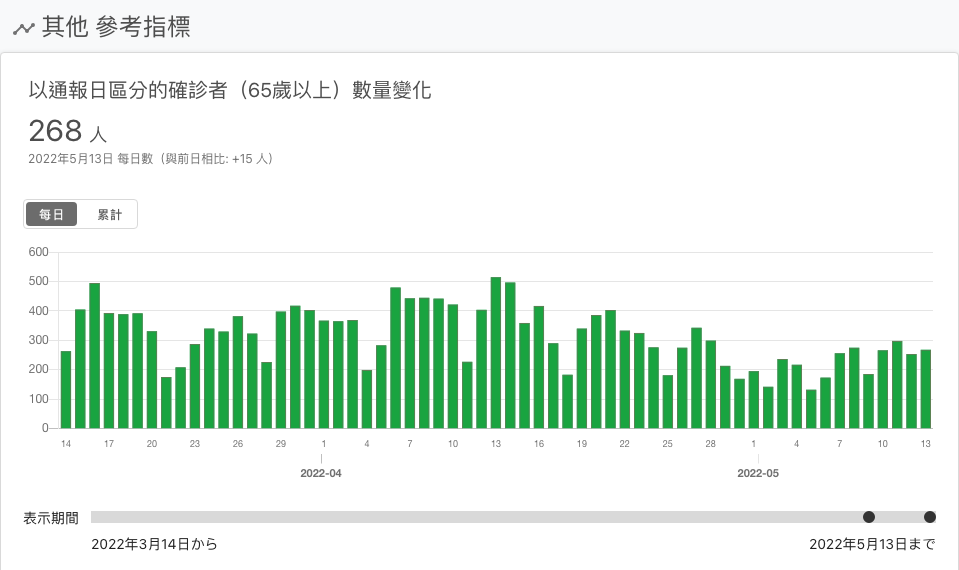 其他 參考指標
以通報日區分的確診者（65歲以上）數量變化
268 人
2022年5月13日 每日數（與前日相比: +15 人）
每日 累計
600
500
400
300
200
100
0
14 17 20 23 26 29 1 4 7 10 13 16 19 22 25 28 1 4 7 10 13
2022-04 2022-05
表示期間
2022年3月14日から 2022年5月13日まで